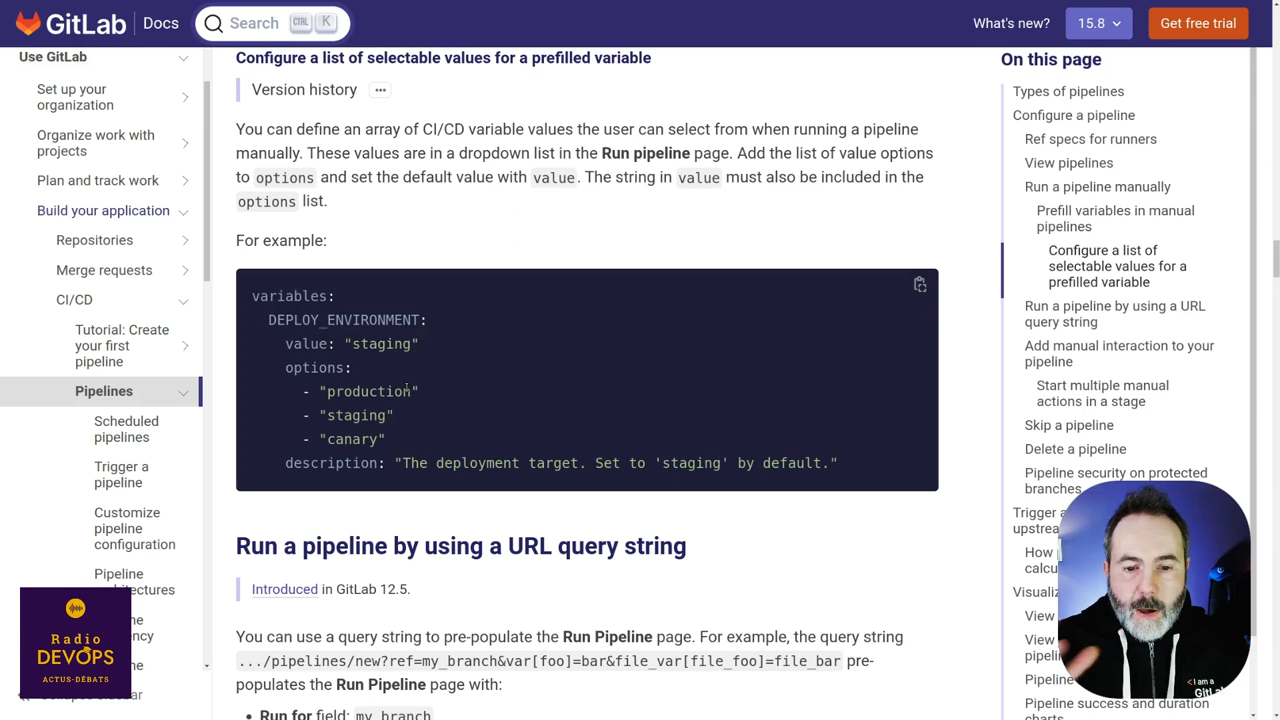 GitLab Docs
Search CTRL K
What's new?
15.8
Get free trial
Use GitLab
Set up your
organization
Organize work with
projects
Plan and track work
Build your application
Repositories
Merge requests
CI/CD
Tutorial: Create
your first
pipeline
Pipelines
Scheduled
pipelines
Trigger a
pipeline
Customize
pipeline
configuration
Pipeline
Collapse sidebar
Radio
DEVOPS
ACTUS-DÉBATS
Configure a list of selectable values for a prefilled variable
Version history ...
You can define an array of CI/CD variable values the user can select from when running a pipeline
manually. These values are in a dropdown list in the Run pipeline page. Add the list of value options
to options and set the default value with value. The string in value must also be included in the
options list.
For example:
variables:
  DEPLOY_ENVIRONMENT:
    value: "staging"
    options:
      - "production"
      - "staging"
      - "canary"
    description: "The deployment target. Set to 'staging' by default."
Run a pipeline by using a URL query string
Introduced in GitLab 12.5.
You can use a query string to pre-populate the Run Pipeline page. For example, the query string
.../pipelines/new?ref=my_branch&var[foo]=bar&file_var[file_foo]=file_bar pre-
populates the Run Pipeline page with:
• Run for field: my_branch
On this page
Types of pipelines
Configure a pipeline
Ref specs for runners
View pipelines
Run a pipeline manually
Prefill variables in manual
pipelines
Configure a list of
selectable values for a
prefilled variable
Run a pipeline by using a URL
query string
Add manual interaction to your
pipeline
Start multiple manual
actions in a stage
Skip a pipeline
Delete a pipeline
Pipeline security on protected
branches
Trigger a
upstre
How
calcu
Visualiz
View
View
pipelin
Pipeline
Pipeline success and duration
charts
I am a
GitLab